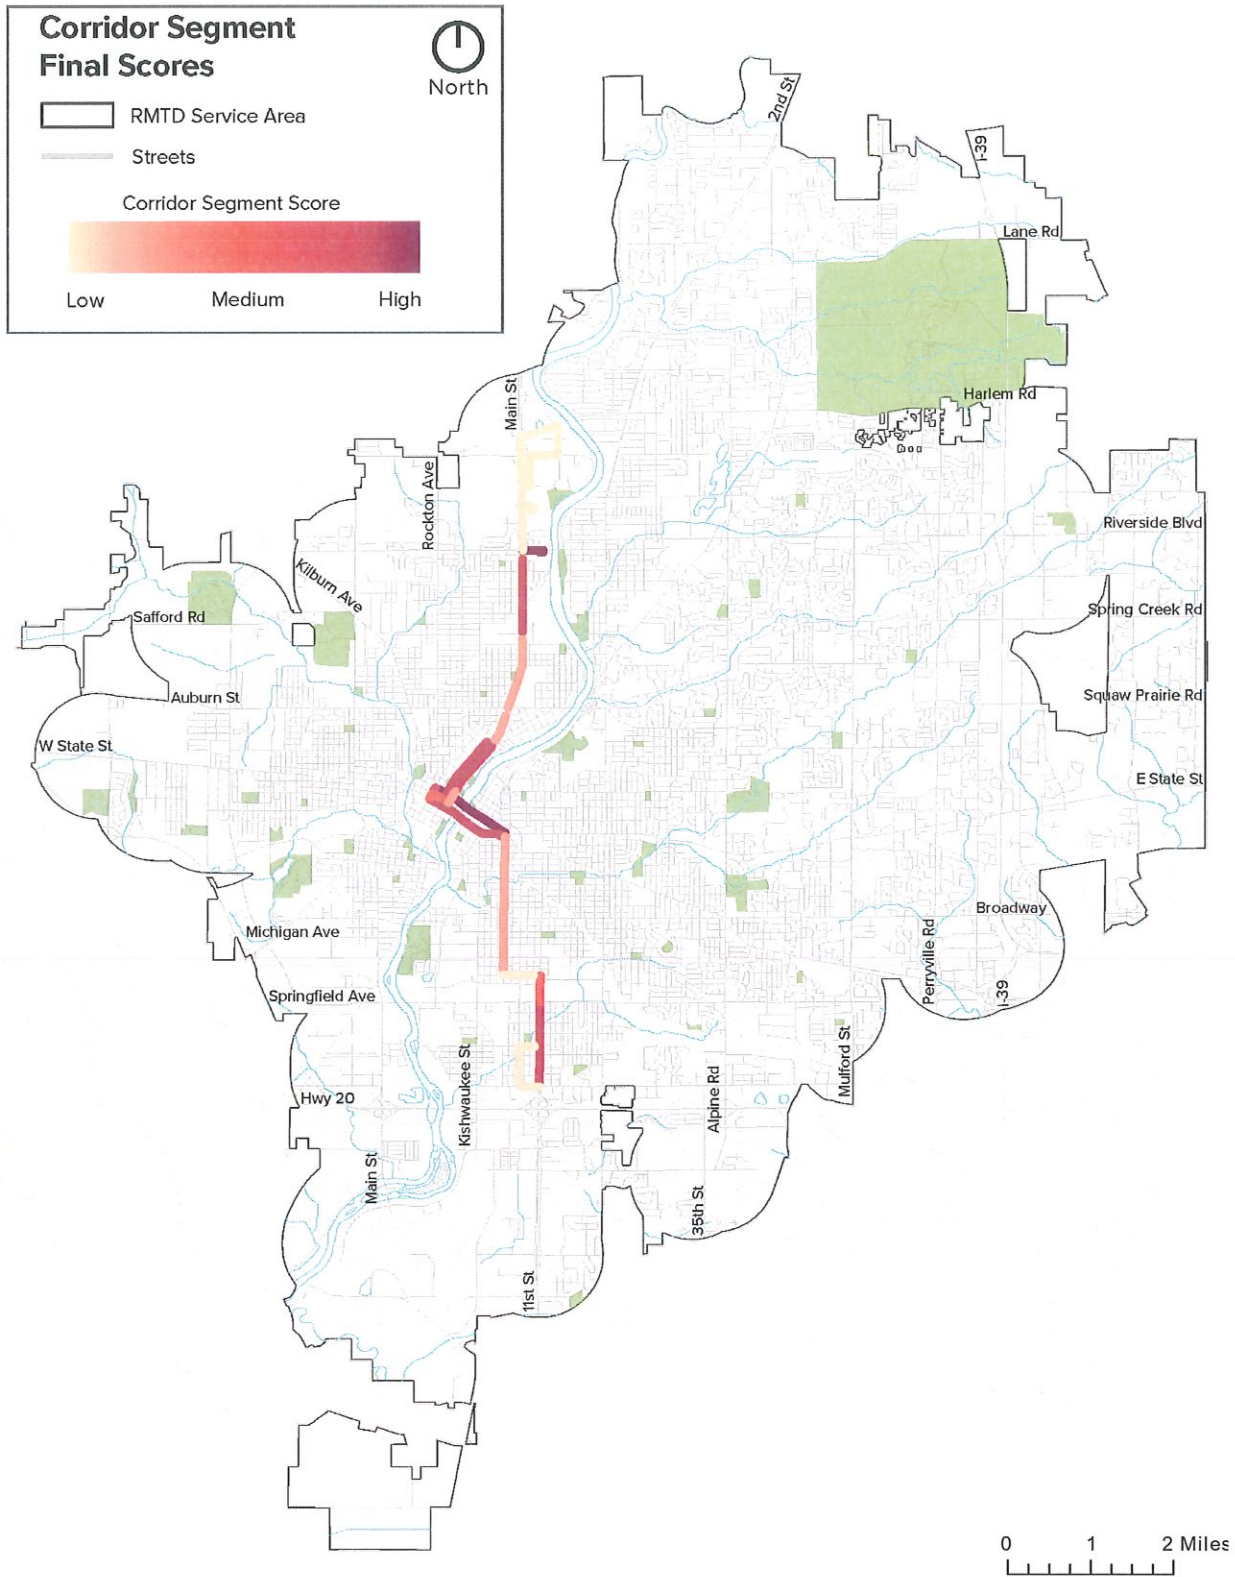 Corridor Segment
Final Scores
North
RMTD Service Area
Streets
Corridor Segment Score
Low Medium High
2nd St
I-39
Lane Rd
Harlem Rd
Main St
Rockton Ave
Riverside Blvd
Kilburn Ave
Safford Rd
Spring Creek Rd
Auburn St
Squaw Prairie Rd
W State St
E State St
Broadway
Michigan Ave
Perryville Rd
Springfield Ave
I-39
Kishwaukee St
Mulford St
Alpine Rd
Hwy 20
Main St
35th St
11st St
0 1 2 Miles